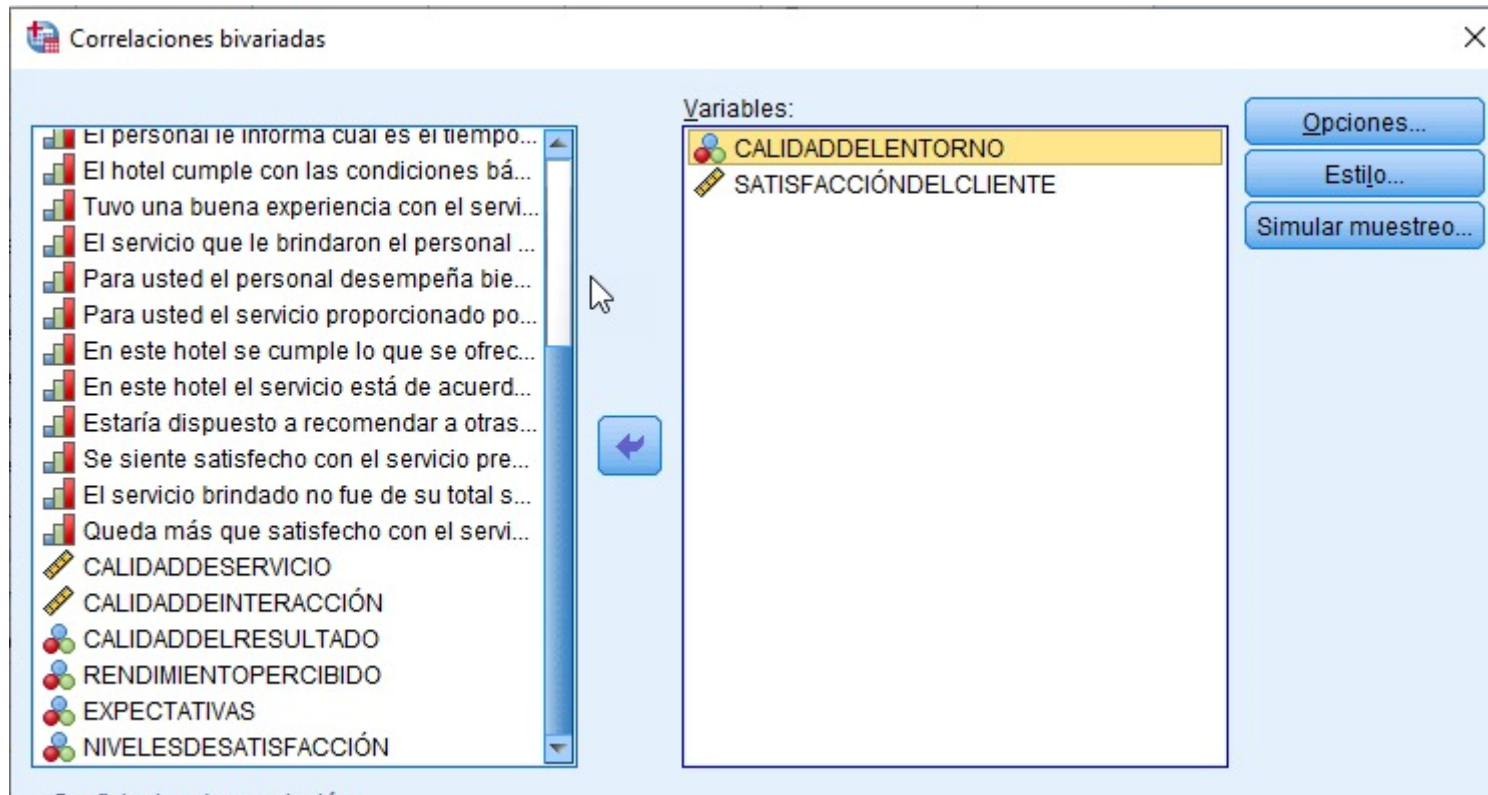 Correlaciones bivariadas
Variables:
El personal le informa cuál es el tiempo...
El hotel cumple con las condiciones bá...
Tuvo una buena experiencia con el servi...
El servicio que le brindaron el personal ...
Para usted el personal desempeña bie...
Para usted el servicio proporcionado po...
En este hotel se cumple lo que se ofrec...
En este hotel el servicio está de acuerd...
Estaría dispuesto a recomendar a otras...
Se siente satisfecho con el servicio pre...
El servicio brindado no fue de su total s...
Queda más que satisfecho con el servi...
CALIDADDESERVICIO
CALIDADDEINTERACCIÓN
CALIDADDELRESULTADO
RENDIMIENTOPERCIBIDO
EXPECTATIVAS
NIVELESDESATISFACCIÓN
CALIDADDELENTORNO
SATISFACCIÓNDELCLIENTE
Opciones...
Estilo...
Simular muestreo...